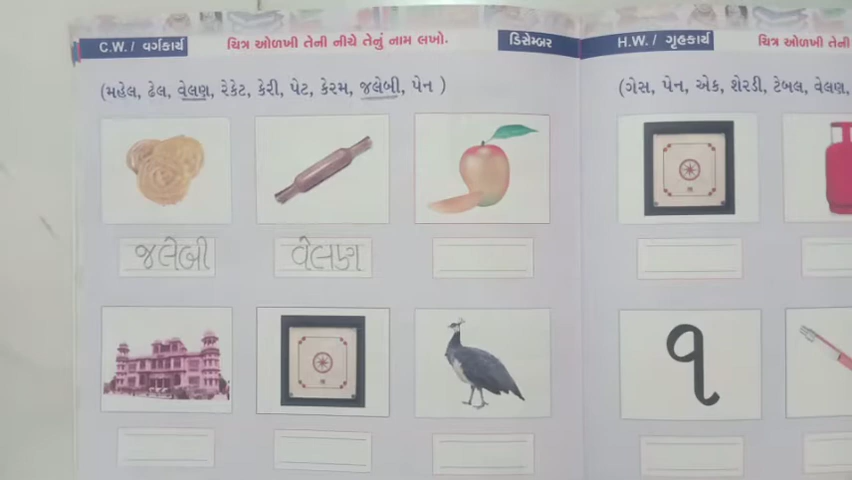 C.W. / વર્ગકાર્ય
ચિત્ર ઓળખી તેની નીચે તેનું નામ લખો.
ડિસેમ્બર
(મહેલ, ઢેલ, વેલણ, રેકેટ, કેરી, પેટ, કેરમ, જલેબી, પેન )
જલેબી
વેલણ
H.W. / ગૃહકાર્ય
ચિત્ર ઓળખી તેની
(ગેસ, પેન, એક, શેરડી, ટેબલ, વેલણ,
૧